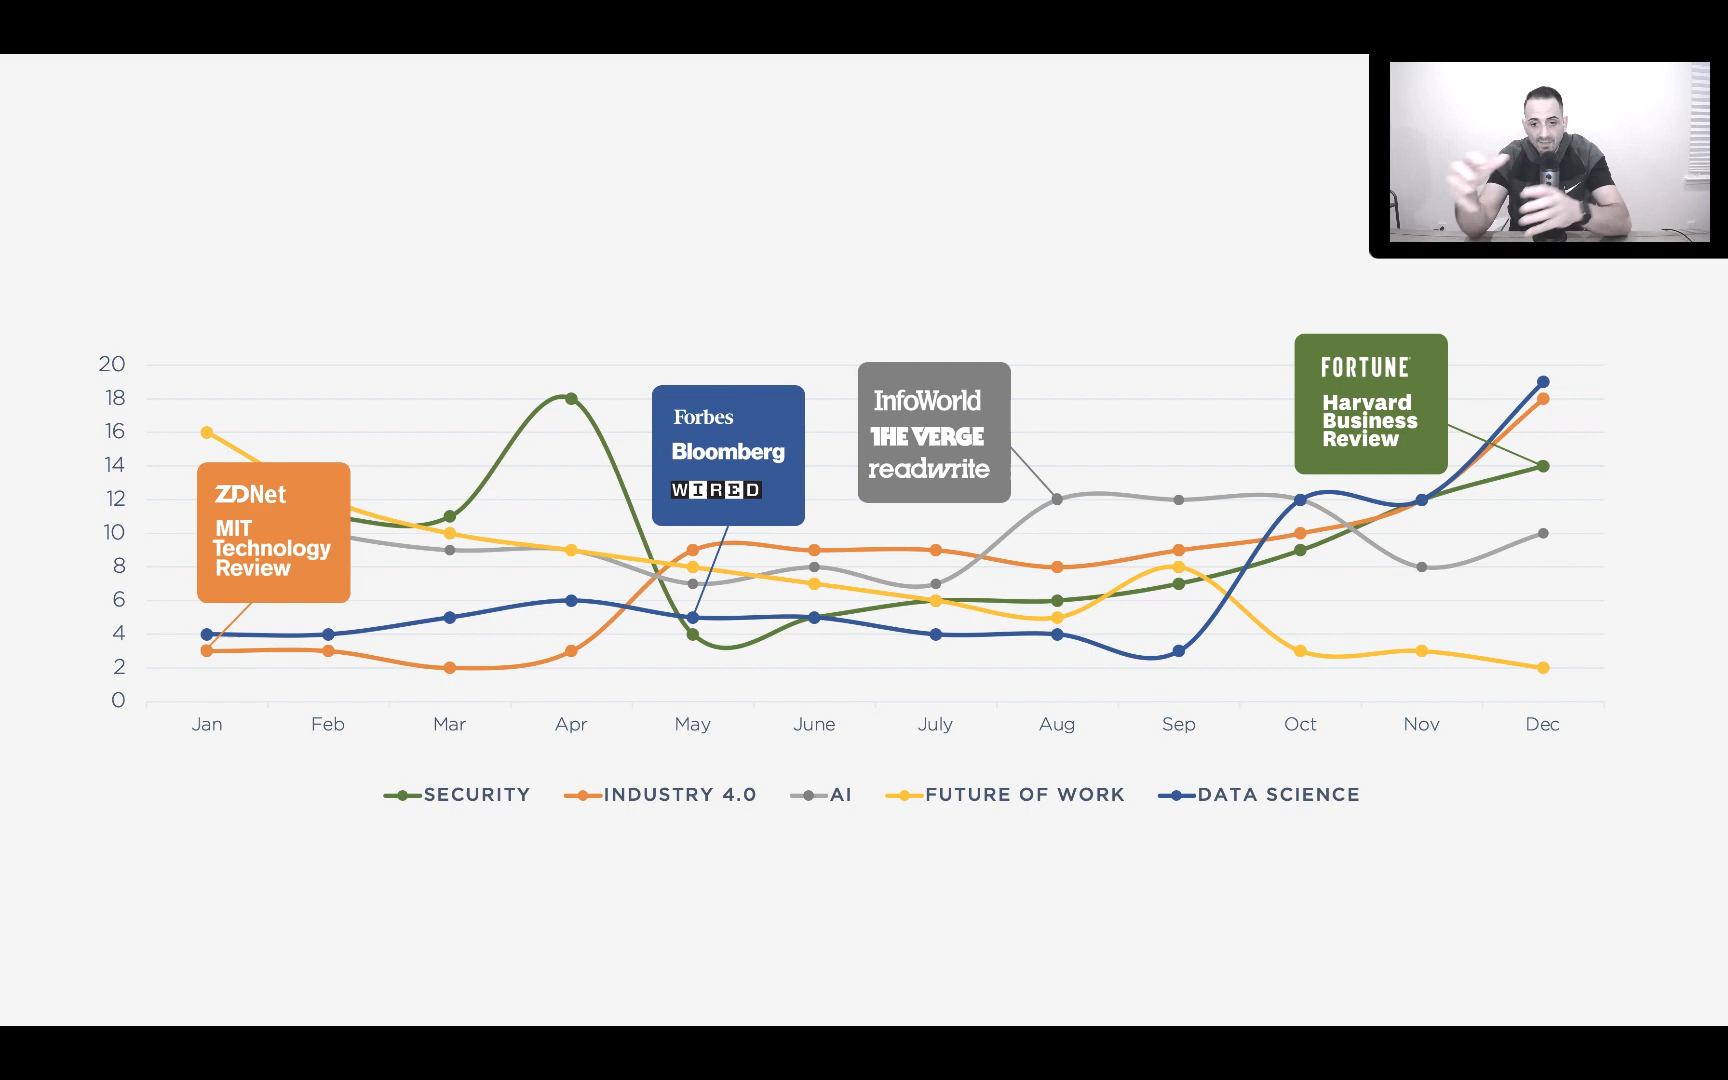 20
18
16
14
12
10
8
6
4
2
0
ZDNet
MIT
Technology
Review
Forbes
Bloomberg
WIRED
InfoWorld
THE VERGE
readwrite
FORTUNE
Harvard
Business
Review
Jan Feb Mar Apr May June July Aug Sep Oct Nov Dec
SECURITY INDUSTRY 4.0 AI FUTURE OF WORK DATA SCIENCE